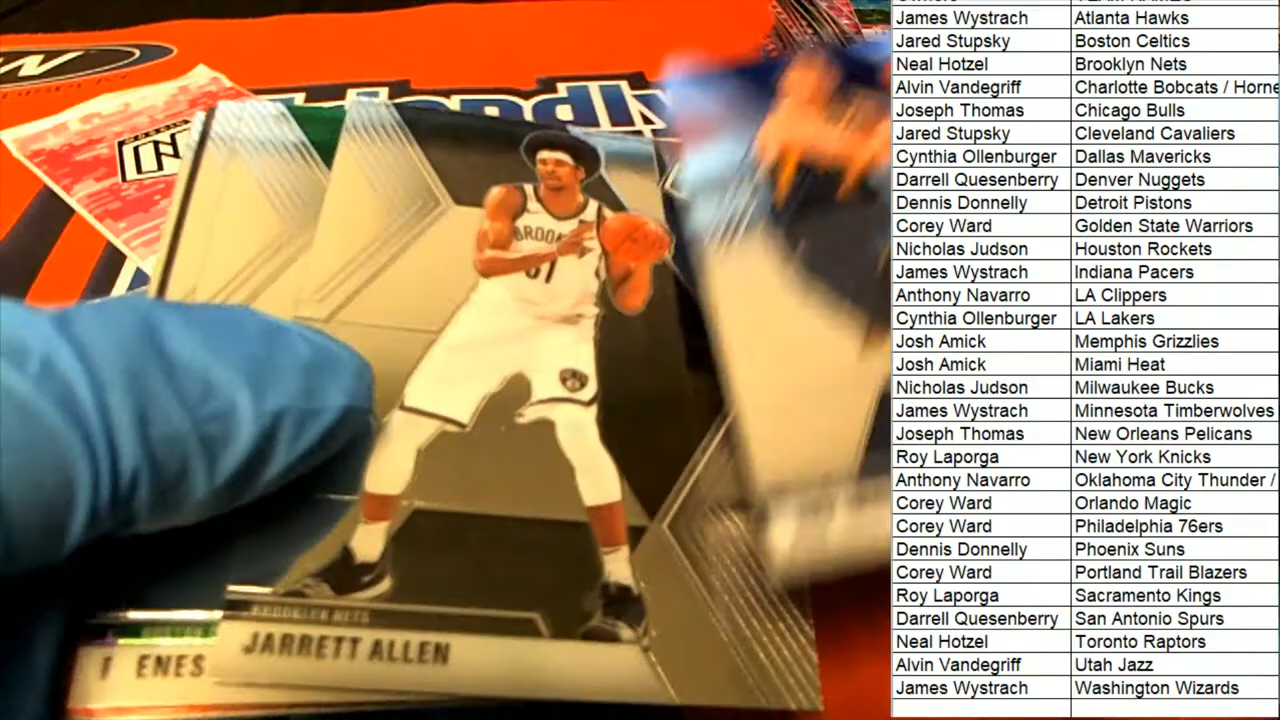 James Wystrach Atlanta Hawks
Jared Stupsky Boston Celtics
Neal Hotzel Brooklyn Nets
Alvin Vandegriff Charlotte Bobcats / Horne
Joseph Thomas Chicago Bulls
Jared Stupsky Cleveland Cavaliers
Cynthia Ollenburger Dallas Mavericks
Darrell Quesenberry Denver Nuggets
Dennis Donnelly Detroit Pistons
Corey Ward Golden State Warriors
Nicholas Judson Houston Rockets
James Wystrach Indiana Pacers
Anthony Navarro LA Clippers
Cynthia Ollenburger LA Lakers
Josh Amick Memphis Grizzlies
Josh Amick Miami Heat
Nicholas Judson Milwaukee Bucks
James Wystrach Minnesota Timberwolves
Joseph Thomas New Orleans Pelicans
Roy Laporga New York Knicks
Anthony Navarro Oklahoma City Thunder /
Corey Ward Orlando Magic
Corey Ward Philadelphia 76ers
Dennis Donnelly Phoenix Suns
Corey Ward Portland Trail Blazers
Roy Laporga Sacramento Kings
Darrell Quesenberry San Antonio Spurs
Neal Hotzel Toronto Raptors
Alvin Vandegriff Utah Jazz
James Wystrach Washington Wizards
BROOKLYN NETS
JARRETT ALLEN
ENES